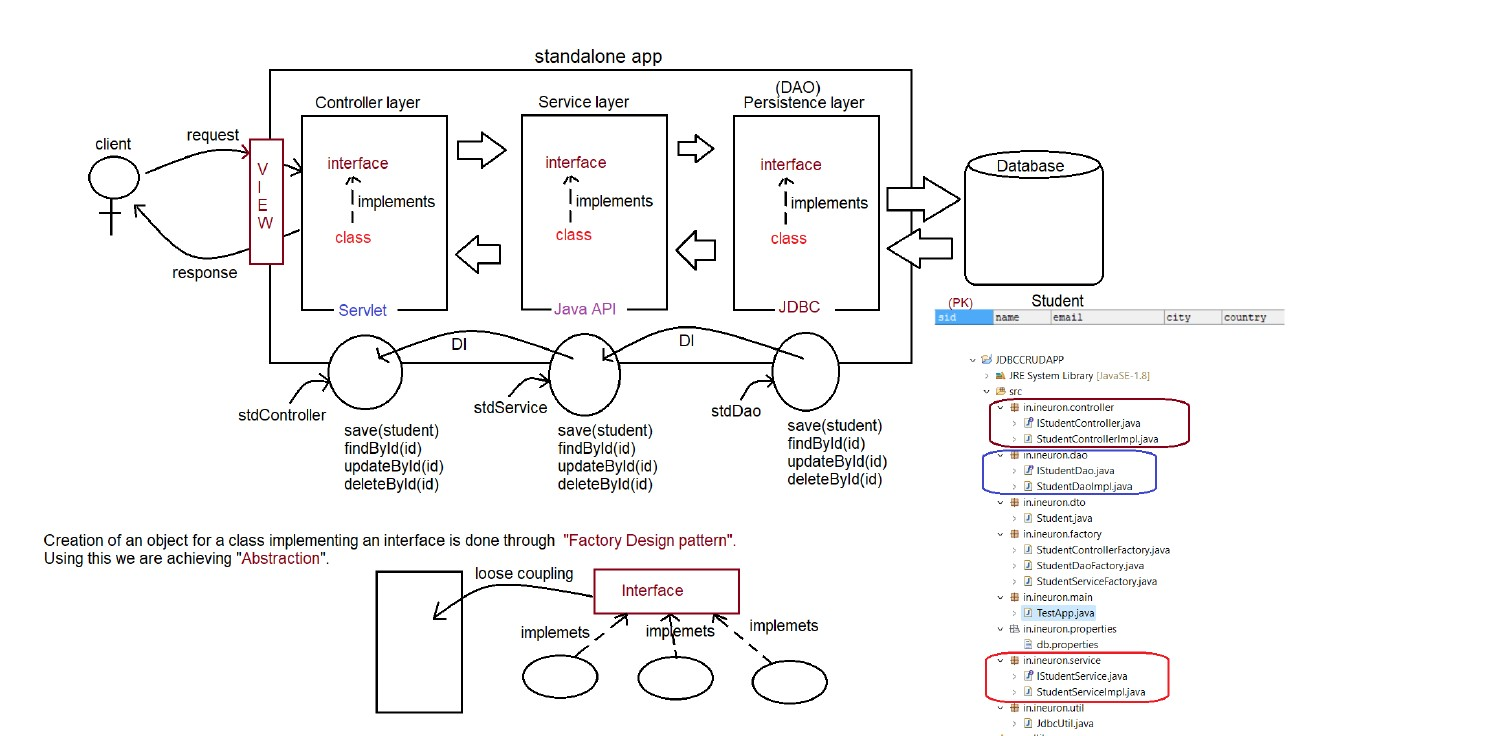 standalone app
Controller layer
Service layer
(DAO)
Persistence layer
client
request
response
VIEW
interface
implements
class
Servlet
interface
implements
class
Java API
interface
implements
class
JDBC
Database
(PK)
Student
sid name email city country
DI
DI
stdController
stdService
stdDao
save(student)
findById(id)
updateById(id)
deleteById(id)
save(student)
findById(id)
updateById(id)
deleteById(id)
save(student)
findById(id)
updateById(id)
deleteById(id)
Creation of an object for a class implementing an interface is done through "Factory Design pattern".
Using this we are achieving "Abstraction".
loose coupling
Interface
implemets
implemets
implemets
JDBCCRUDAPP
JRE System Library [JavaSE-1.8]
src
in.ineuron.controller
IStudentController.java
StudentControllerImpl.java
in.ineuron.dao
IStudentDao.java
StudentDaoImpl.java
in.ineuron.dto
Student.java
in.ineuron.factory
StudentControllerFactory.java
StudentDaoFactory.java
StudentServiceFactory.java
in.ineuron.main
TestApp.java
in.ineuron.properties
db.properties
in.ineuron.service
IStudentService.java
StudentServiceImpl.java
in.ineuron.util
JdbcUtil.java